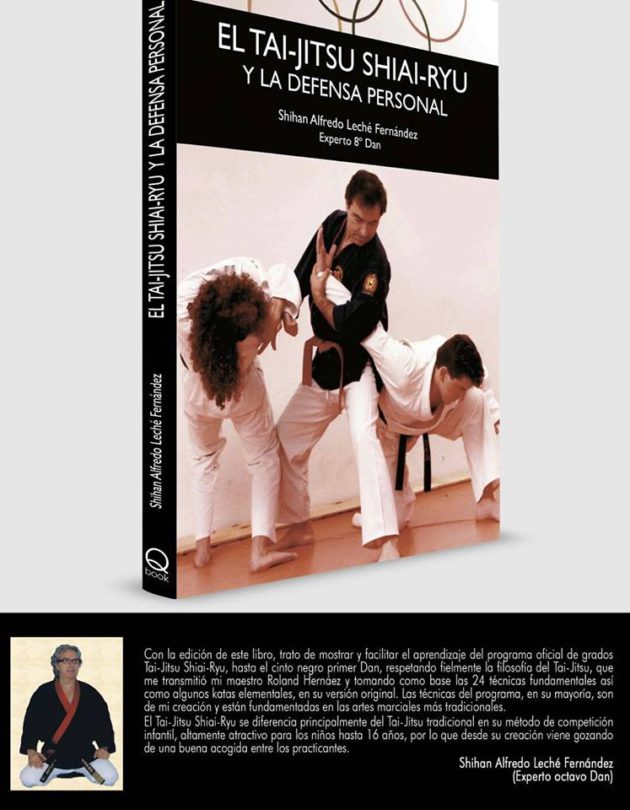 EL TAI-JITSU SHIAI-RYU
Y LA DEFENSA PERSONAL
Shihan Alfredo Leché Fernández
Experto 8º Dan
EL TAI-JITSU SHIAI-RYU Y LA DEFENSA PERSONAL
Shihan Alfredo Leché Fernández
Q
book
Con la edición de este libro, trato de mostrar y facilitar el aprendizaje del programa oficial de grados
Tai-Jitsu Shiai-Ryu, hasta el cinto negro primer Dan, respetando fielmente la filosofía del Tai-Jitsu, que
me transmitió mi maestro Roland Hernáez y tomando como base las 24 técnicas fundamentales así
como algunos katas elementales, en su versión original. Las técnicas del programa, en su mayoría, son
de mi creación y están fundamentadas en las artes marciales más tradicionales.
El Tai-Jitsu Shiai-Ryu se diferencia principalmente del Tai-Jitsu tradicional en su método de competición
infantil, altamente atractivo para los niños hasta 16 años, por lo que desde su creación viene gozando
de una buena acogida entre los practicantes.
Shihan Alfredo Leché Fernández
(Experto octavo Dan)